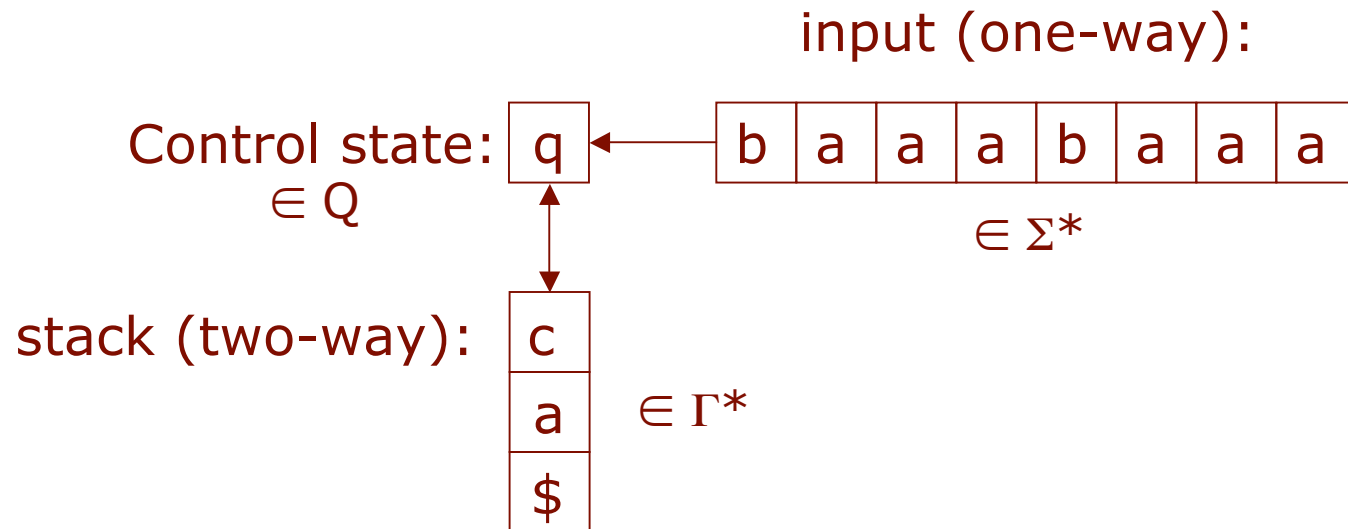 input (one-way):
Control state: q b a a a b a a a
∈ Q
∈ Σ*
stack (two-way): c
a ∈ Γ*
$